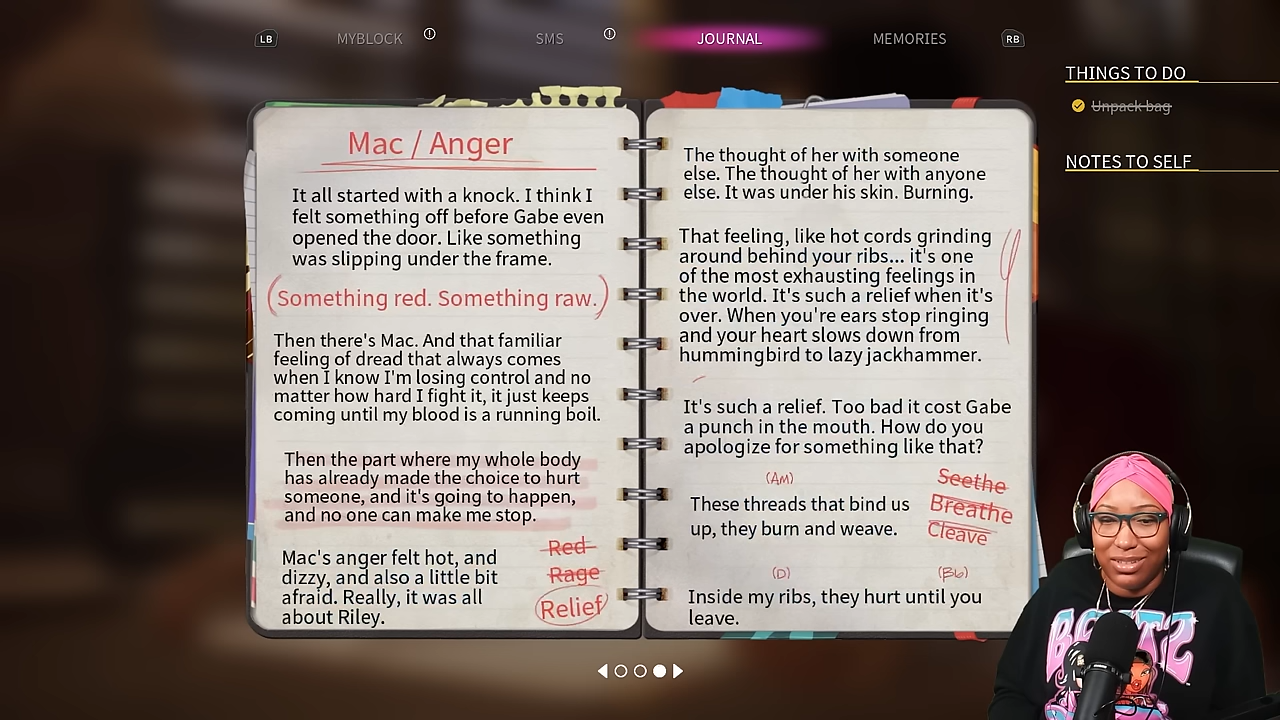 LB
MYBLOCK
SMS
JOURNAL
MEMORIES
RB
THINGS TO DO
Unpack bag
NOTES TO SELF
Mac / Anger
It all started with a knock. I think I
felt something off before Gabe even
opened the door. Like something
was slipping under the frame.
(Something red. Something raw.)
Then there's Mac. And that familiar
feeling of dread that always comes
when I know I'm losing control and no
matter how hard I fight it, it just keeps
coming until my blood is a running boil.
Then the part where my whole body
has already made the choice to hurt
someone, and it's going to happen,
and no one can make me stop.
Mac's anger felt hot, and
dizzy, and also a little bit
afraid. Really, it was all
about Riley.
Red
Rage
Relief
The thought of her with someone
else. The thought of her with anyone
else. It was under his skin. Burning.
That feeling, like hot cords grinding
around behind your ribs... it's one
of the most exhausting feelings in
the world. It's such a relief when it's
over. When you're ears stop ringing
and your heart slows down from
hummingbird to lazy jackhammer.
It's such a relief. Too bad it cost Gabe
a punch in the mouth. How do you
apologize for something like that?
(Am)
These threads that bind us
up, they burn and weave.
Seethe
Breathe
Cleave
(D) (Bb)
Inside my ribs, they hurt until you
leave.